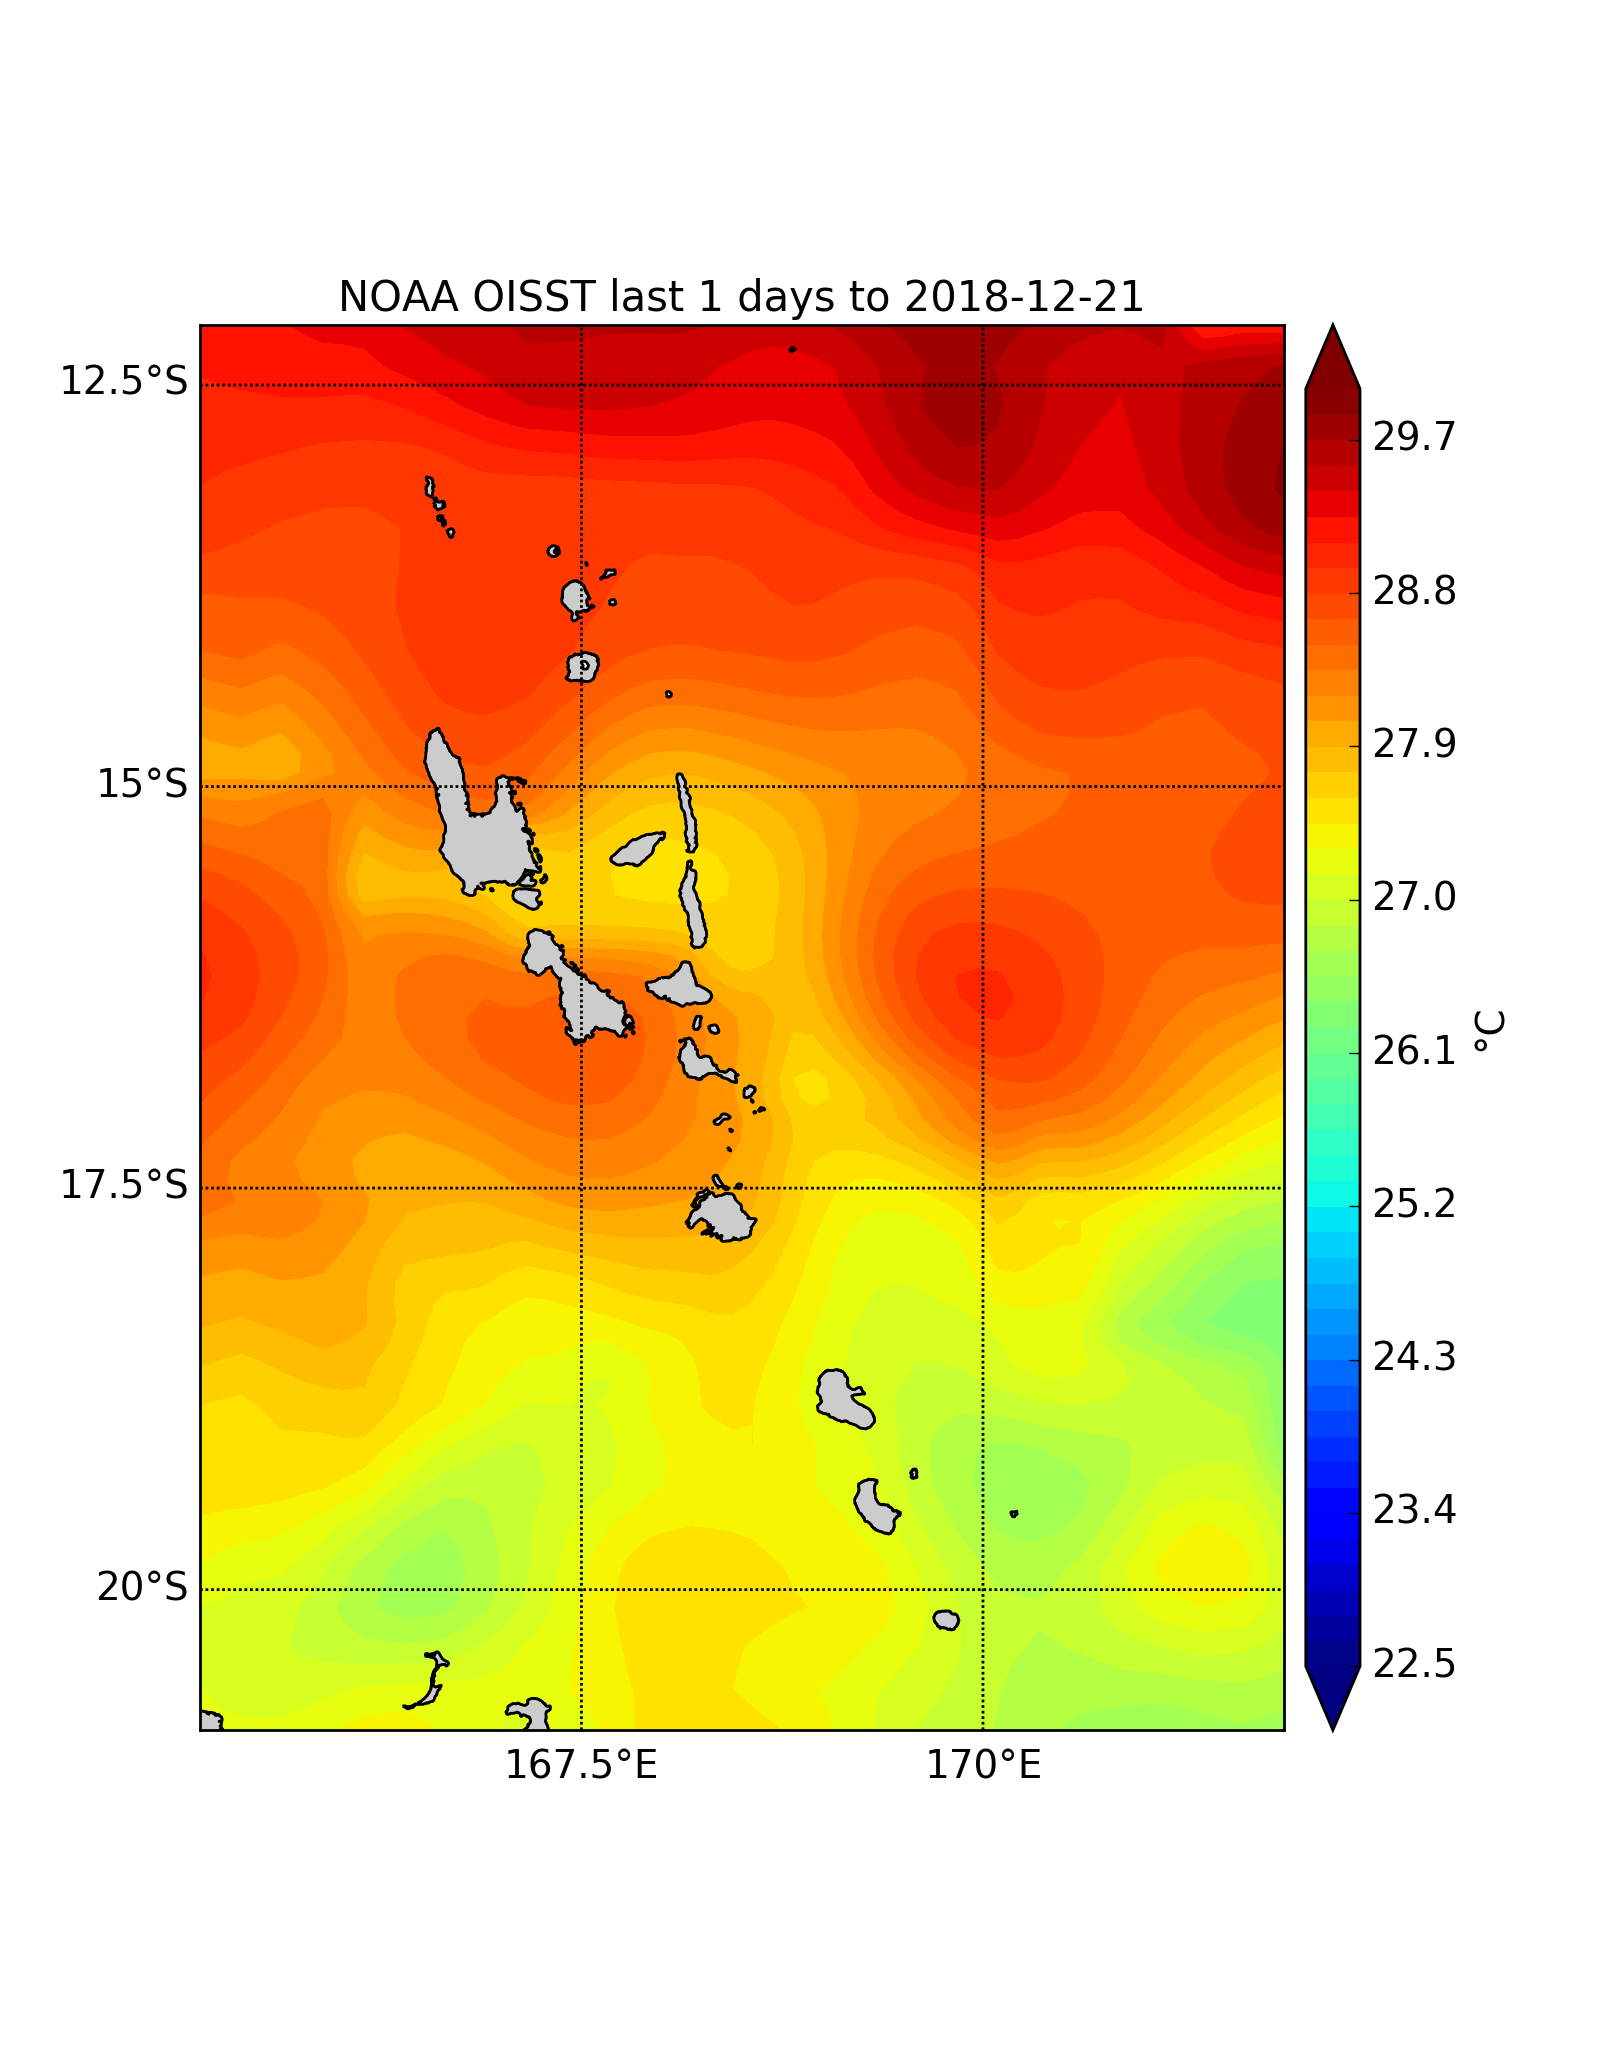 NOAA OISST last 1 days to 2018-12-21
12.5°S
15°S
17.5°S
20°S
167.5°E
170°E
29.7
28.8
27.9
27.0
26.1
25.2
24.3
23.4
22.5
°C